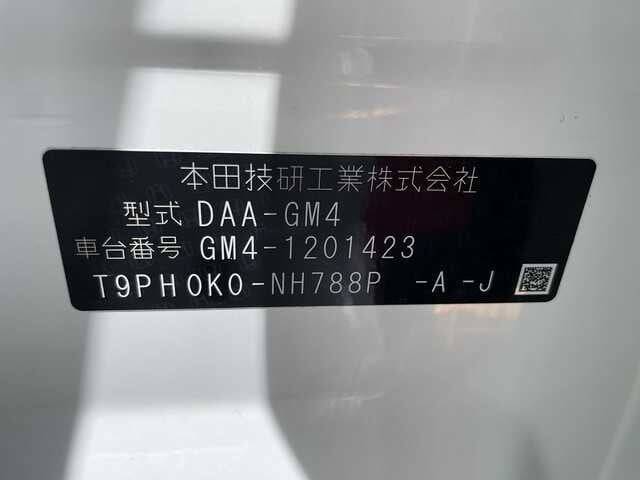 本田技研工業株式会社
型式 DAA-GM4
車台番号 GM4-1201423
T9PH0K0-NH788P -A -J